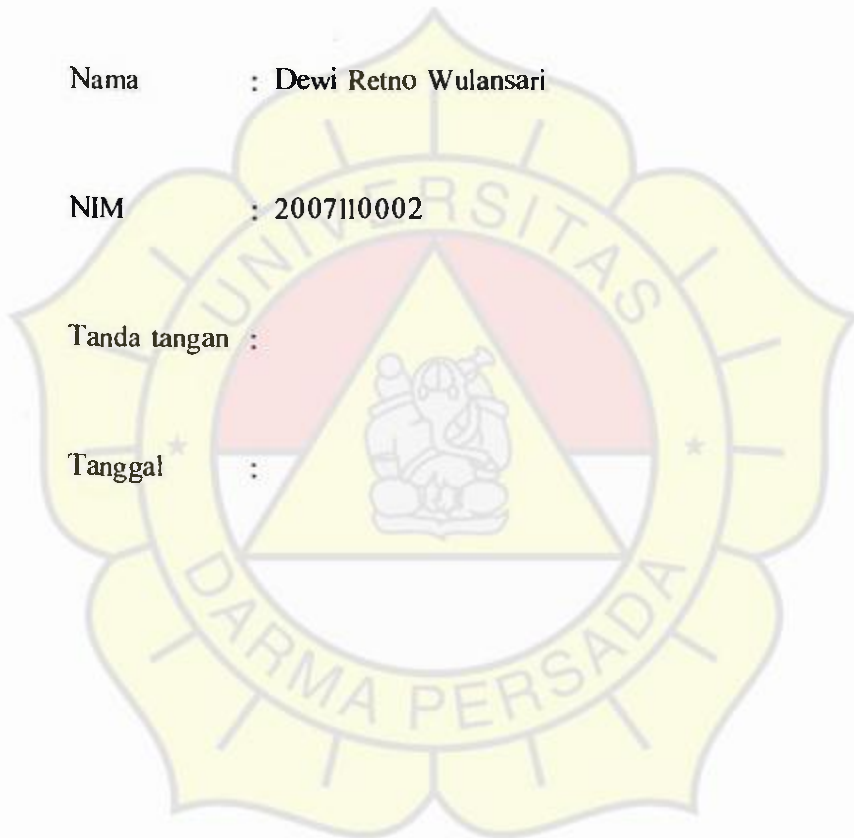 Nama : Dewi Retno Wulansari
NIM : 2007110002
Tanda tangan :
Tanggal :
UNIVERSITAS
DARMA PERSADA